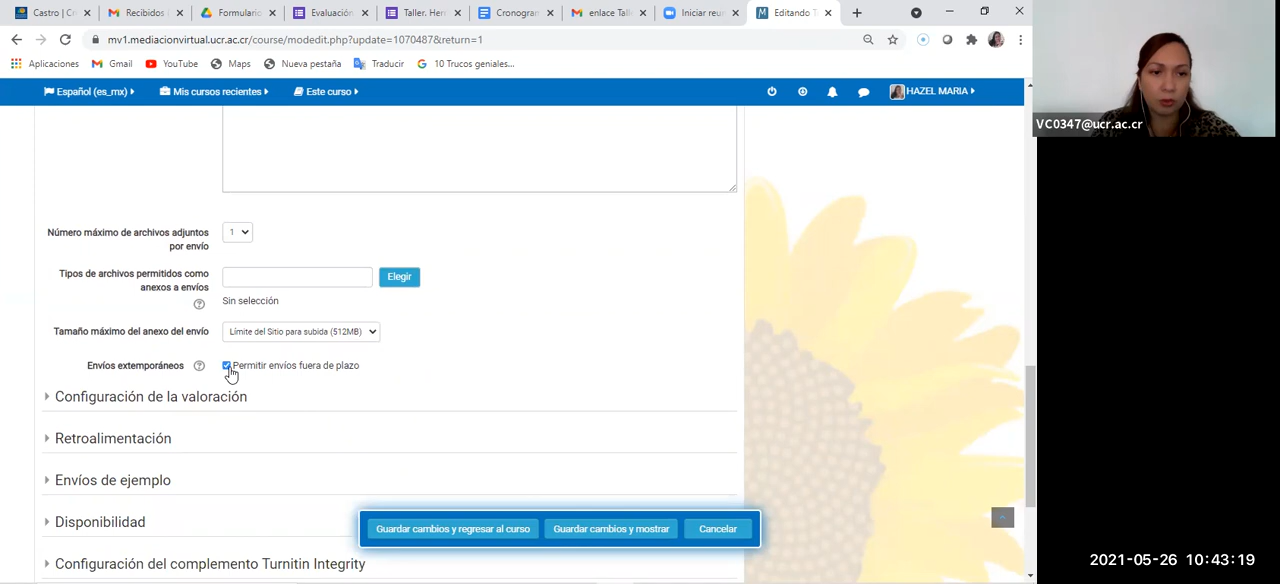 Castro | Cr
Recibidos
Formulario
Evaluación
Taller. Her
Cronogram
enlace Tall
Iniciar reu
Editando T
mv1.mediacionvirtual.ucr.ac.cr/course/modedit.php?update=1070487&return=1
Aplicaciones
Gmail
YouTube
Maps
Nueva pestaña
Traducir
10 Trucos geniales...
Español (es_mx)
Mis cursos recientes
Este curso
HAZEL MARIA
VC0347@ucr.ac.cr
Número máximo de archivos adjuntos
por envío
1
Tipos de archivos permitidos como
anexos a envíos
Elegir
Sin selección
Tamaño máximo del anexo del envío
Límite del Sitio para subida (512MB)
Envíos extemporáneos
Permitir envíos fuera de plazo
Configuración de la valoración
Retroalimentación
Envíos de ejemplo
Disponibilidad
Guardar cambios y regresar al curso
Guardar cambios y mostrar
Cancelar
Configuración del complemento Turnitin Integrity
2021-05-26 10:43:19